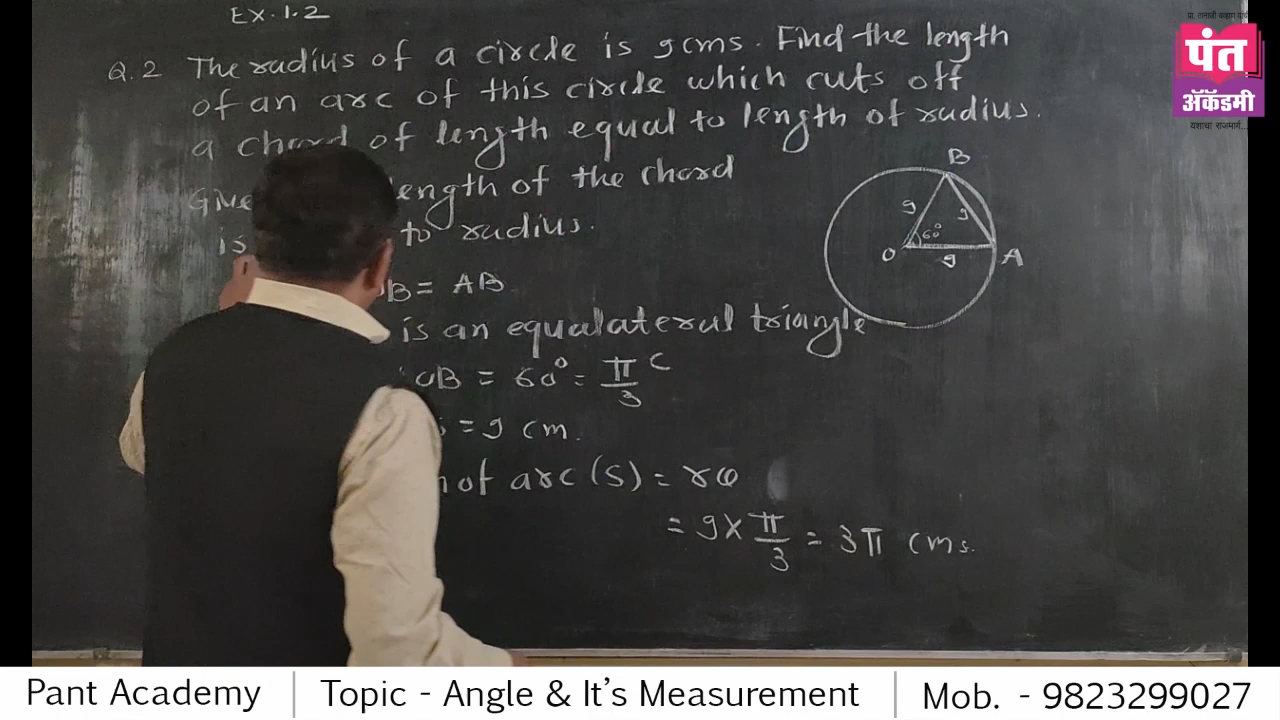 Ex. 1.2
Q.2 The radius of a circle is 9 cms. Find the length
of an arc of this circle which cuts off
a chord of length equal to length of radius.
length of the chord
is to radius.
B = AB
is an equalateral triangle
OB = 60° = π/3 c
= 9 cm.
of arc (S) = rθ
= 9 × π/3 = 3π cms.
B
9 9
60°
O 9 A
पंत
अ‍ॅकॅडमी
यशाचा राजमार्ग...
Pant Academy | Topic - Angle & It's Measurement | Mob. - 9823299027